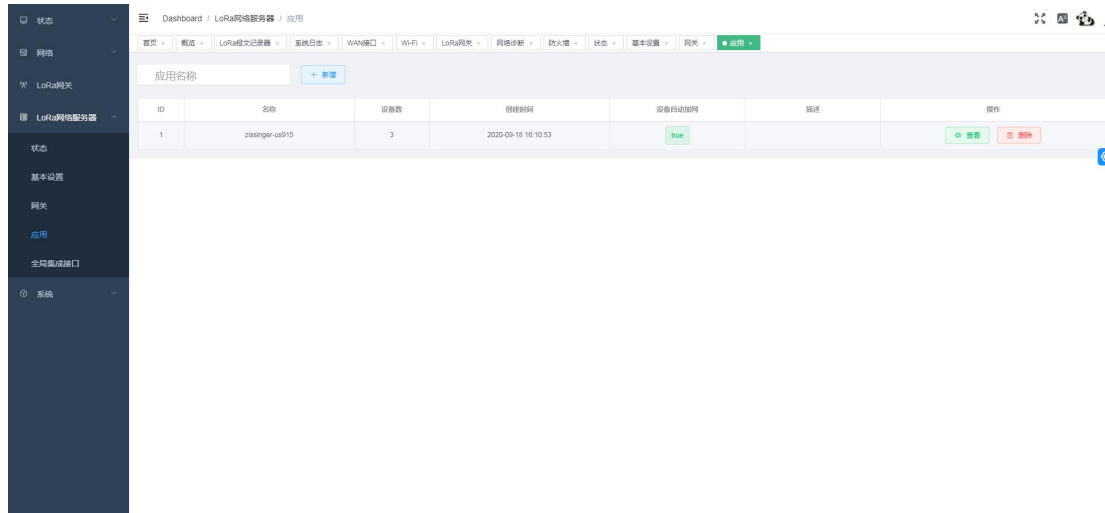 状态
网络
LoRa网关
LoRa网络服务器
状态
基本设置
网关
应用
全局集成接口
系统
Dashboard / LoRa网络服务器 / 应用
首页 × 概览 × LoRa报文记录器 × 系统日志 × WAN接口 × Wi-Fi × LoRa网关 × 网络诊断 × 防火墙 × 状态 × 基本设置 × 网关 × 应用 ×
应用名称 + 新增
ID 名称 设备数 创建时间 设备自动加网 描述 操作
1 zissinger-us915 3 2020-09-18 16:10:53 true 查看 删除